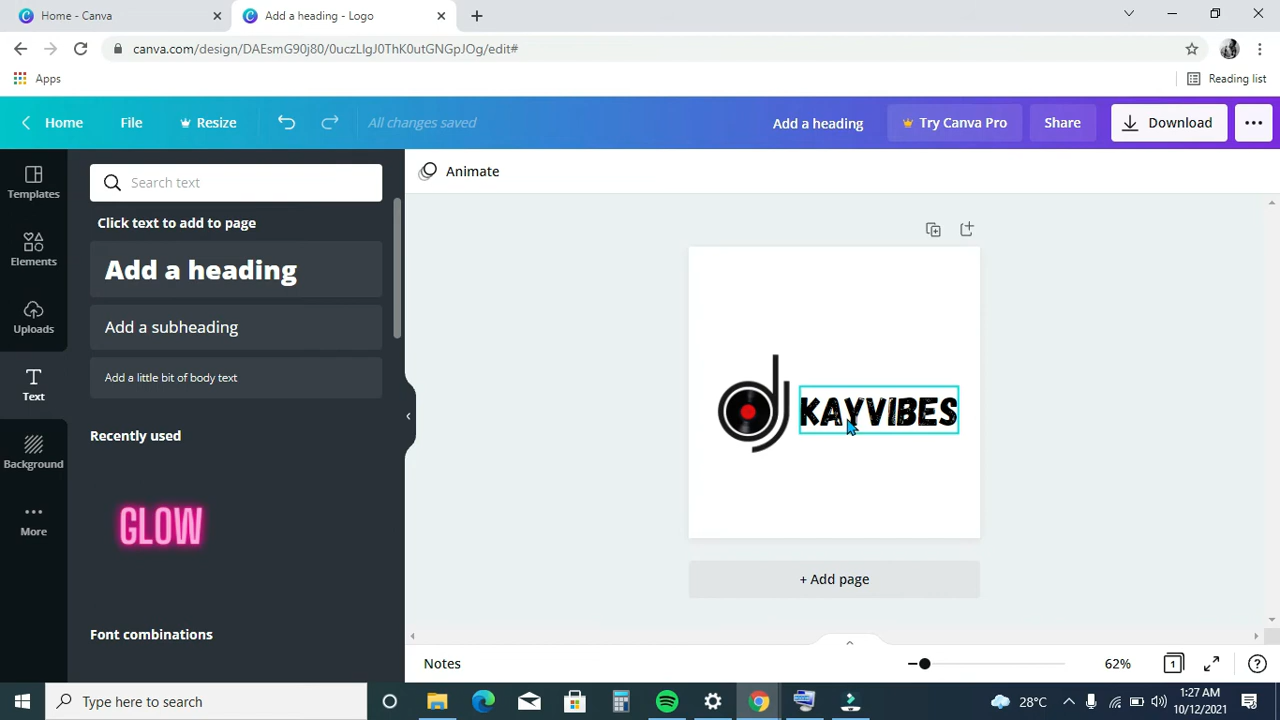 Home - Canva
Add a heading - Logo
canva.com/design/DAEsmG90j80/0uczLIgJ0ThK0utGNGpJOg/edit#
Apps
Reading list
Home
File
Resize
All changes saved
Add a heading
Try Canva Pro
Share
Download
Templates
Elements
Uploads
Text
Background
More
Search text
Click text to add to page
Add a heading
Add a subheading
Add a little bit of body text
Recently used
GLOW
Font combinations
Animate
dj
KAYVIBES
+ Add page
Notes
62%
1
Type here to search
28°C
1:27 AM
10/12/2021